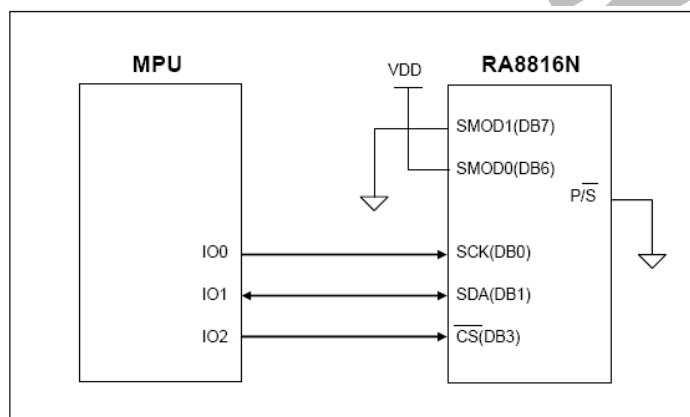 MPU
RA8816N
VDD
SMOD1(DB7)
SMOD0(DB6)
P/S
IO0
SCK(DB0)
IO1
SDA(DB1)
IO2
CS(DB3)